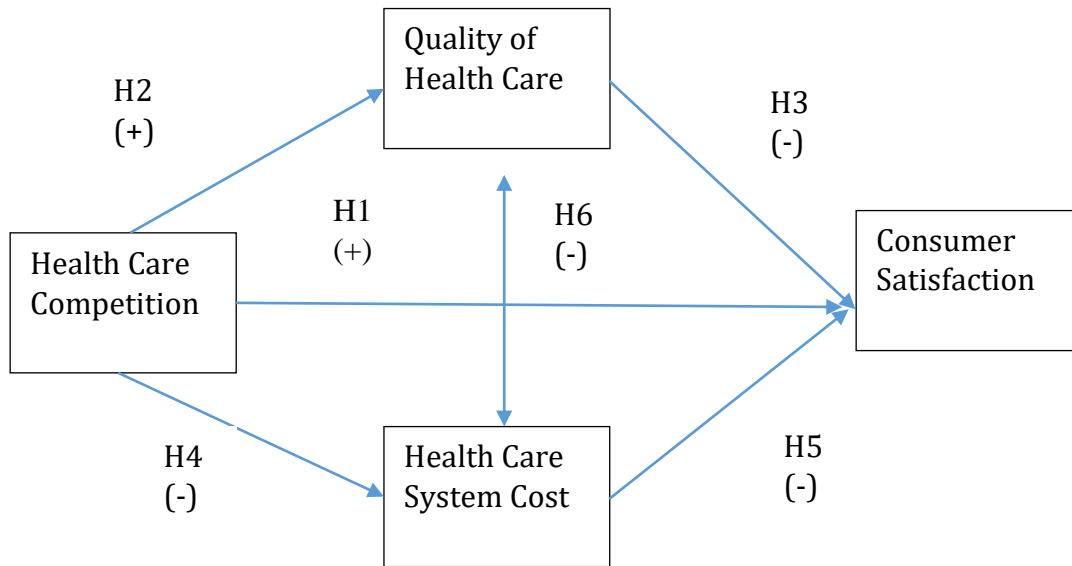 Quality of
Health Care
H2
(+)
H3
(-)
H1
(+)
H6
(-)
Health Care
Competition
Consumer
Satisfaction
H4
(-)
Health Care
System Cost
H5
(-)